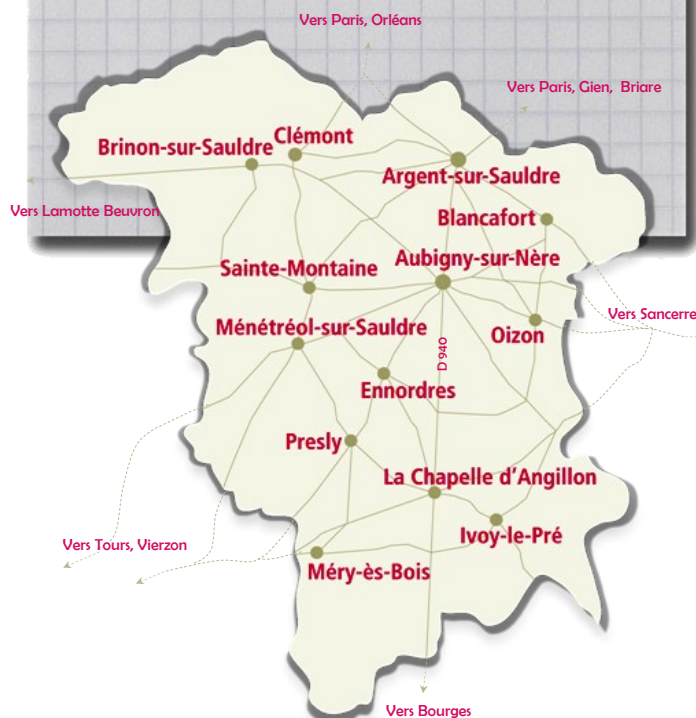 Vers Paris, Orléans
Vers Paris, Gien, Briare
Clémont
Brinon-sur-Sauldre
Argent-sur-Sauldre
Vers Lamotte Beuvron
Blancafort
Aubigny-sur-Nère
Sainte-Montaine
Vers Sancerre
Ménétréol-sur-Sauldre
Oizon
D 940
Ennordres
Presly
La Chapelle d'Angillon
Ivoy-le-Pré
Vers Tours, Vierzon
Méry-ès-Bois
Vers Bourges